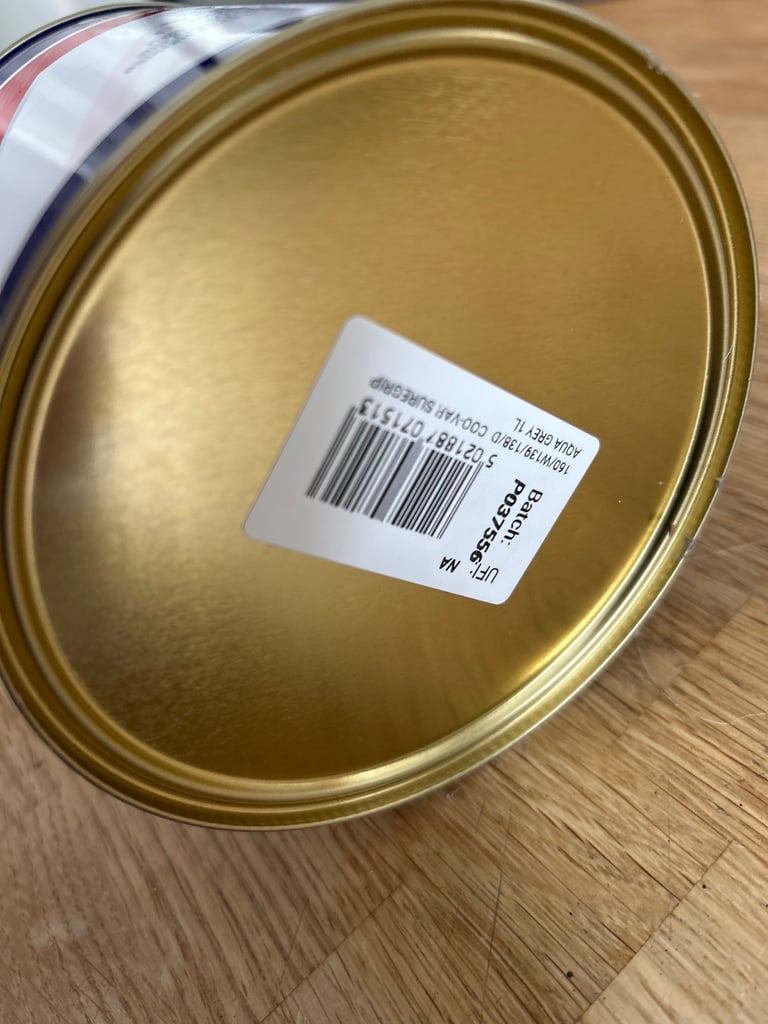 160/W139/138/D COO-VAR SUREGRIP
AQUA GREY 1L
5 021887 071513
Batch:
P037556
UFI:
NA